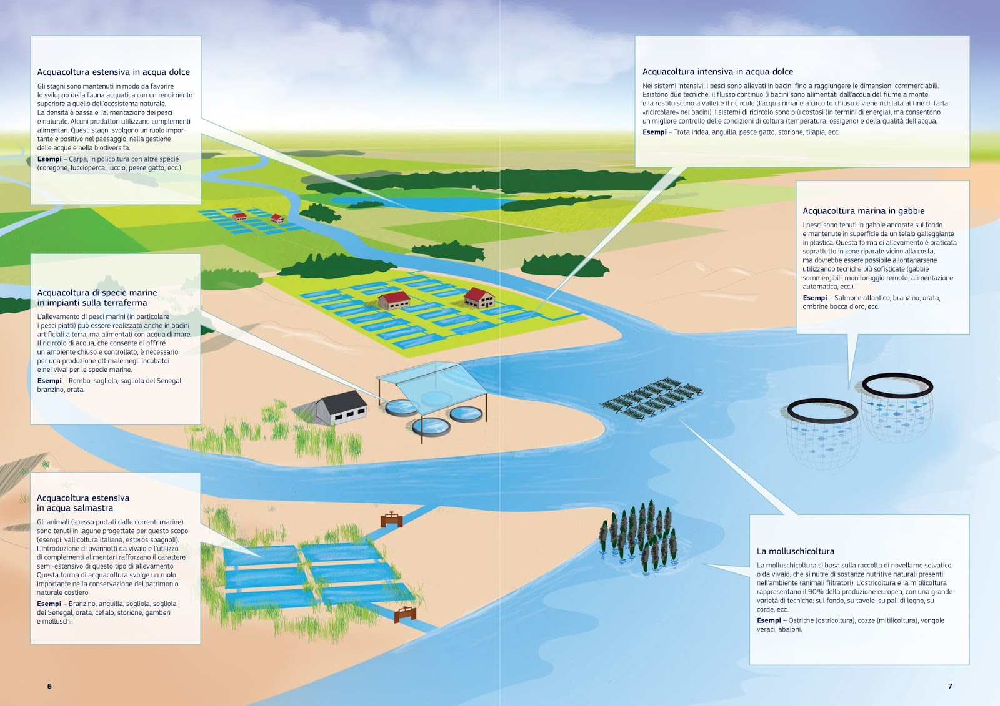 Acquacoltura estensiva in acqua dolce
Gli stagni sono mantenuti in modo da favorire
lo sviluppo della fauna acquatica con un rendimento
superiore a quello dell'ecosistema naturale.
La densità è bassa e l'alimentazione dei pesci
è naturale. Alcuni produttori utilizzano complementi
alimentari. Questi stagni svolgono un ruolo impor-
tante e positivo nel paesaggio, nella gestione
delle acque e nella biodiversità.
Esempi – Carpa, in policoltura con altre specie
(coregone, luccioperca, luccio, pesce gatto, ecc.).
Acquacoltura di specie marine
in impianti sulla terraferma
L'allevamento di pesci marini (in particolare
i pesci piatti) può essere realizzato anche in bacini
artificiali a terra, ma alimentati con acqua di mare.
Il ricircolo di acqua, che consente di offrire
un ambiente chiuso e controllato, è necessario
per una produzione ottimale negli incubatoi
e nei vivai per le specie marine.
Esempi – Rombo, sogliola, sogliola del Senegal,
branzino, orata.
Acquacoltura estensiva
in acqua salmastra
Gli animali (spesso portati dalle correnti marine)
sono tenuti in lagune progettate per questo scopo
(esempi: vallicoltura italiana, esteros spagnoli).
L'introduzione di avannotti da vivaio e l'utilizzo
di complementi alimentari rafforzano il carattere
semi-estensivo di questo tipo di allevamento.
Questa forma di acquacoltura svolge un ruolo
importante nella conservazione del patrimonio
naturale costiero.
Esempi – Branzino, anguilla, sogliola, sogliola
del Senegal, orata, cefalo, storione, gamberi
e molluschi.
6
Acquacoltura intensiva in acqua dolce
Nei sistemi intensivi, i pesci sono allevati in bacini fino a raggiungere le dimensioni commerciabili.
Esistono due tecniche: il flusso continuo (i bacini sono alimentati dall'acqua del fiume a monte
e la restituiscono a valle) e il ricircolo (l'acqua rimane a circuito chiuso e viene riciclata al fine di farla
«ricircolare» nei bacini). I sistemi di ricircolo sono più costosi (in termini di energia), ma consentono
un migliore controllo delle condizioni di coltura (temperatura, ossigeno) e della qualità dell'acqua.
Esempi – Trota iridea, anguilla, pesce gatto, storione, tilapia, ecc.
Acquacoltura marina in gabbie
I pesci sono tenuti in gabbie ancorate sul fondo
e mantenute in superficie da un telaio galleggiante
in plastica. Questa forma di allevamento è praticata
soprattutto in zone riparate vicino alla costa,
ma dovrebbe essere possibile allontanarsene
utilizzando tecniche più sofisticate (gabbie
sommergibili, monitoraggio remoto, alimentazione
automatica, ecc.).
Esempi – Salmone atlantico, branzino, orata,
ombrine bocca d'oro, ecc.
La molluschicoltura
La molluschicoltura si basa sulla raccolta di novellame selvatico
o da vivaio, che si nutre di sostanze nutritive naturali presenti
nell'ambiente (animali filtratori). L'ostricoltura e la mitilicoltura
rappresentano il 90 % della produzione europea, con una grande
varietà di tecniche: sul fondo, su tavole, su pali di legno, su
corde, ecc.
Esempi – Ostriche (ostricoltura), cozze (mitilicoltura), vongole
veraci, abaloni.
7